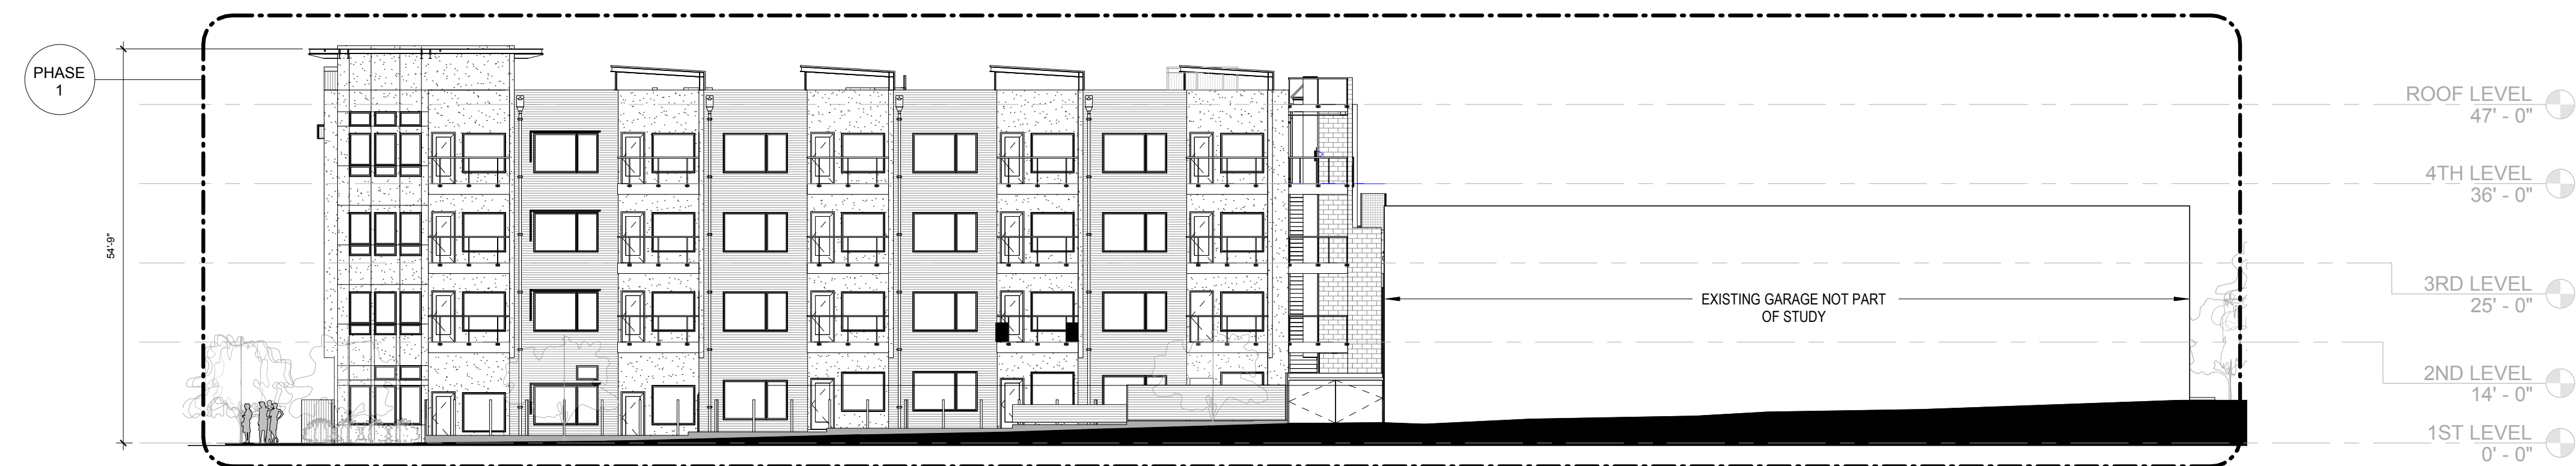 PHASE
1
54'-9"
EXISTING GARAGE NOT PART
OF STUDY
ROOF LEVEL
47' - 0"
4TH LEVEL
36' - 0"
3RD LEVEL
25' - 0"
2ND LEVEL
14' - 0"
1ST LEVEL
0' - 0"